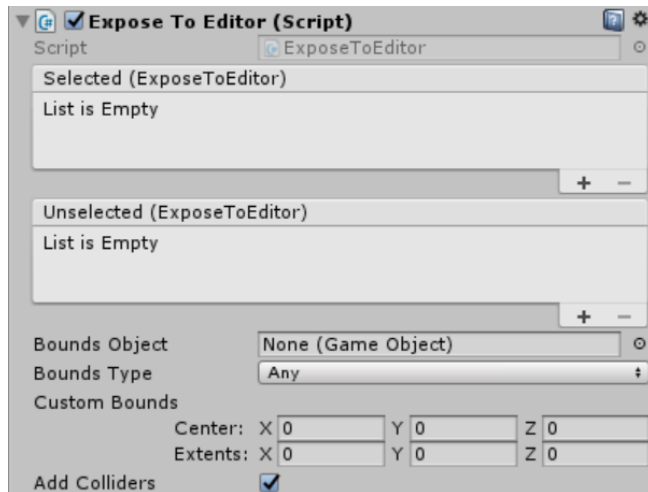 Expose To Editor (Script)
Script ExposeToEditor
Selected (ExposeToEditor)
List is Empty
+ −
Unselected (ExposeToEditor)
List is Empty
+ −
Bounds Object None (Game Object)
Bounds Type Any
Custom Bounds
Center: X 0 Y 0 Z 0
Extents: X 0 Y 0 Z 0
Add Colliders